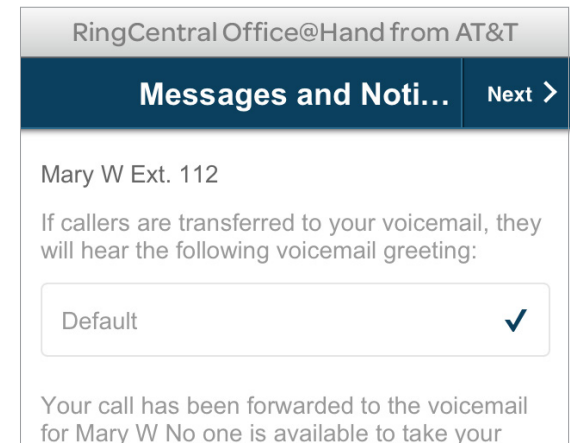 RingCentral Office@Hand from AT&T
Messages and Noti...
Next
Mary W Ext. 112
If callers are transferred to your voicemail, they
will hear the following voicemail greeting:
Default
Your call has been forwarded to the voicemail
for Mary W No one is available to take your